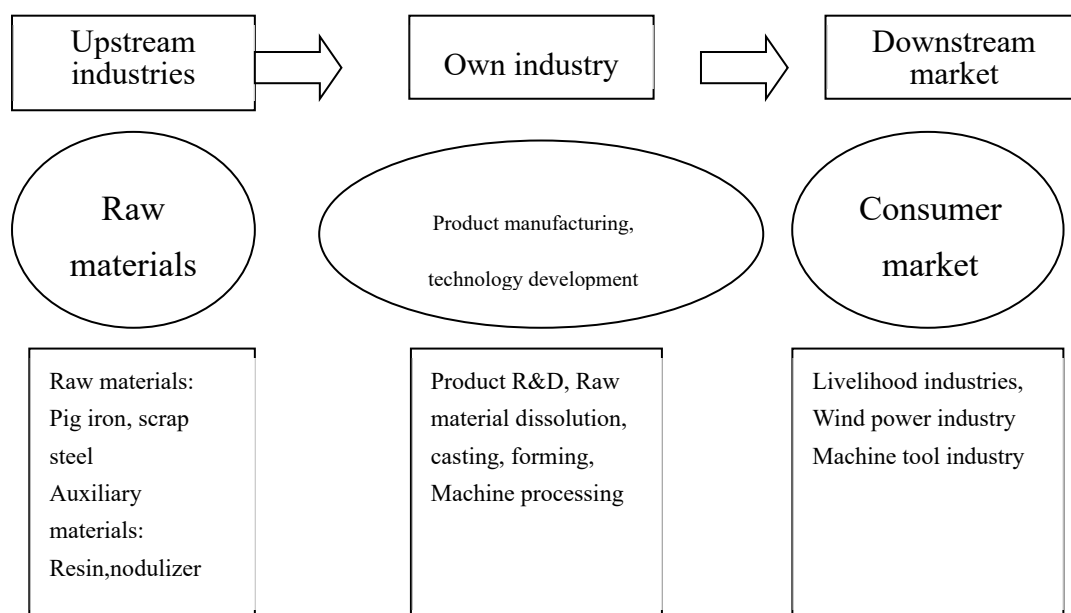 Upstream
industries
Own industry
Downstream
market
Raw
materials
Product manufacturing,
technology development
Consumer
market
Raw materials:
Pig iron, scrap
steel
Auxiliary
materials:
Resin,nodulizer
Product R&D, Raw
material dissolution,
casting, forming,
Machine processing
Livelihood industries,
Wind power industry
Machine tool industry